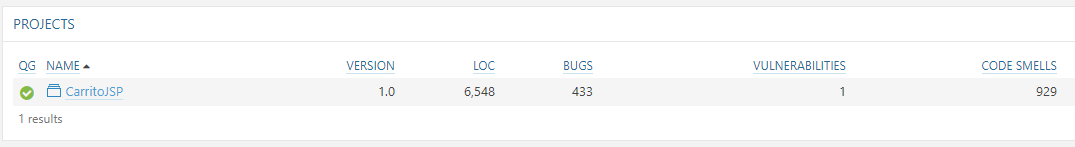 PROJECTS
QG NAME VERSION LOC BUGS VULNERABILITIES CODE SMELLS
CarritoJSP 1.0 6,548 433 1 929
1 results